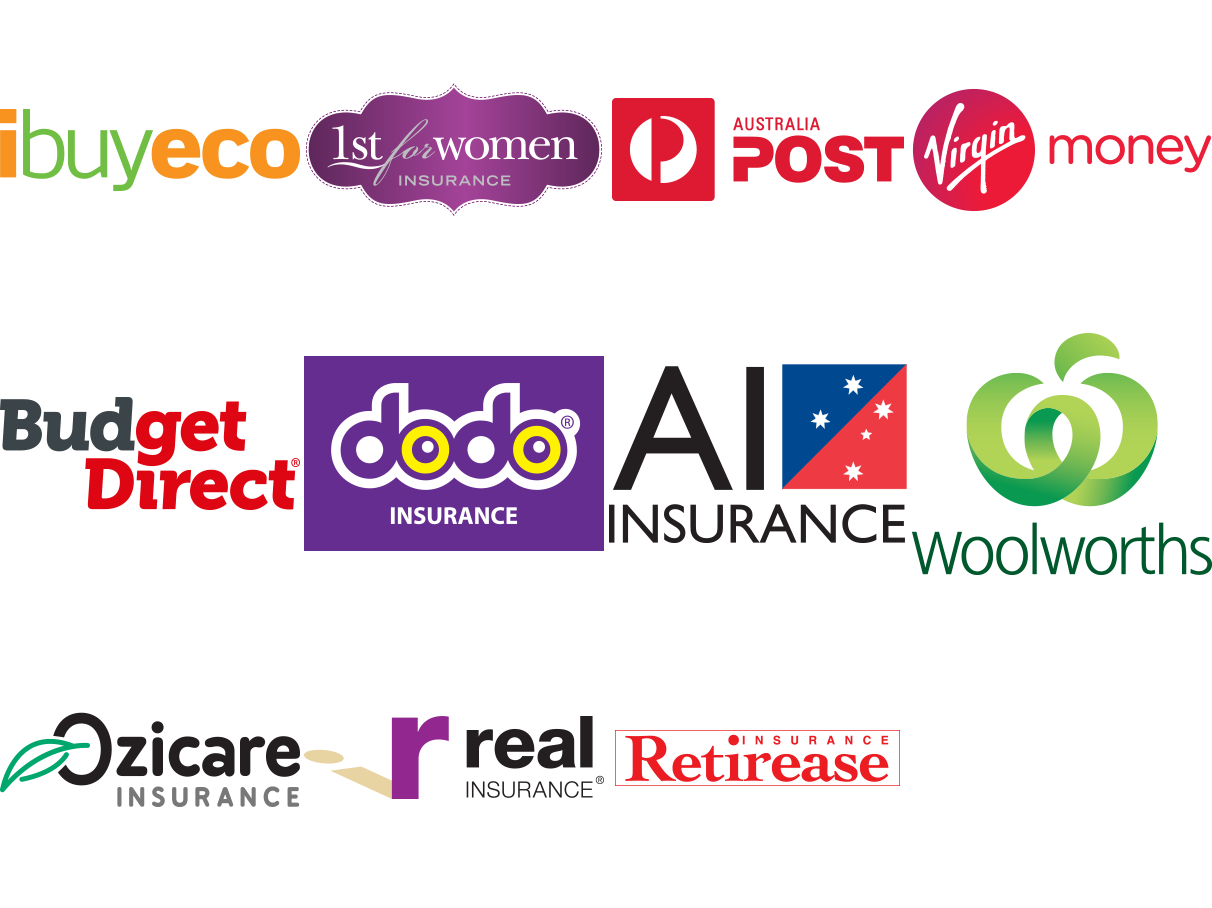 ibuyeco
1st for women
INSURANCE
AUSTRALIA
POST
Virgin money
Budget
Direct®
dodo®
INSURANCE
AI
INSURANCE
Woolworths
Ozicare
INSURANCE
real
INSURANCE®
INSURANCE
Retirease